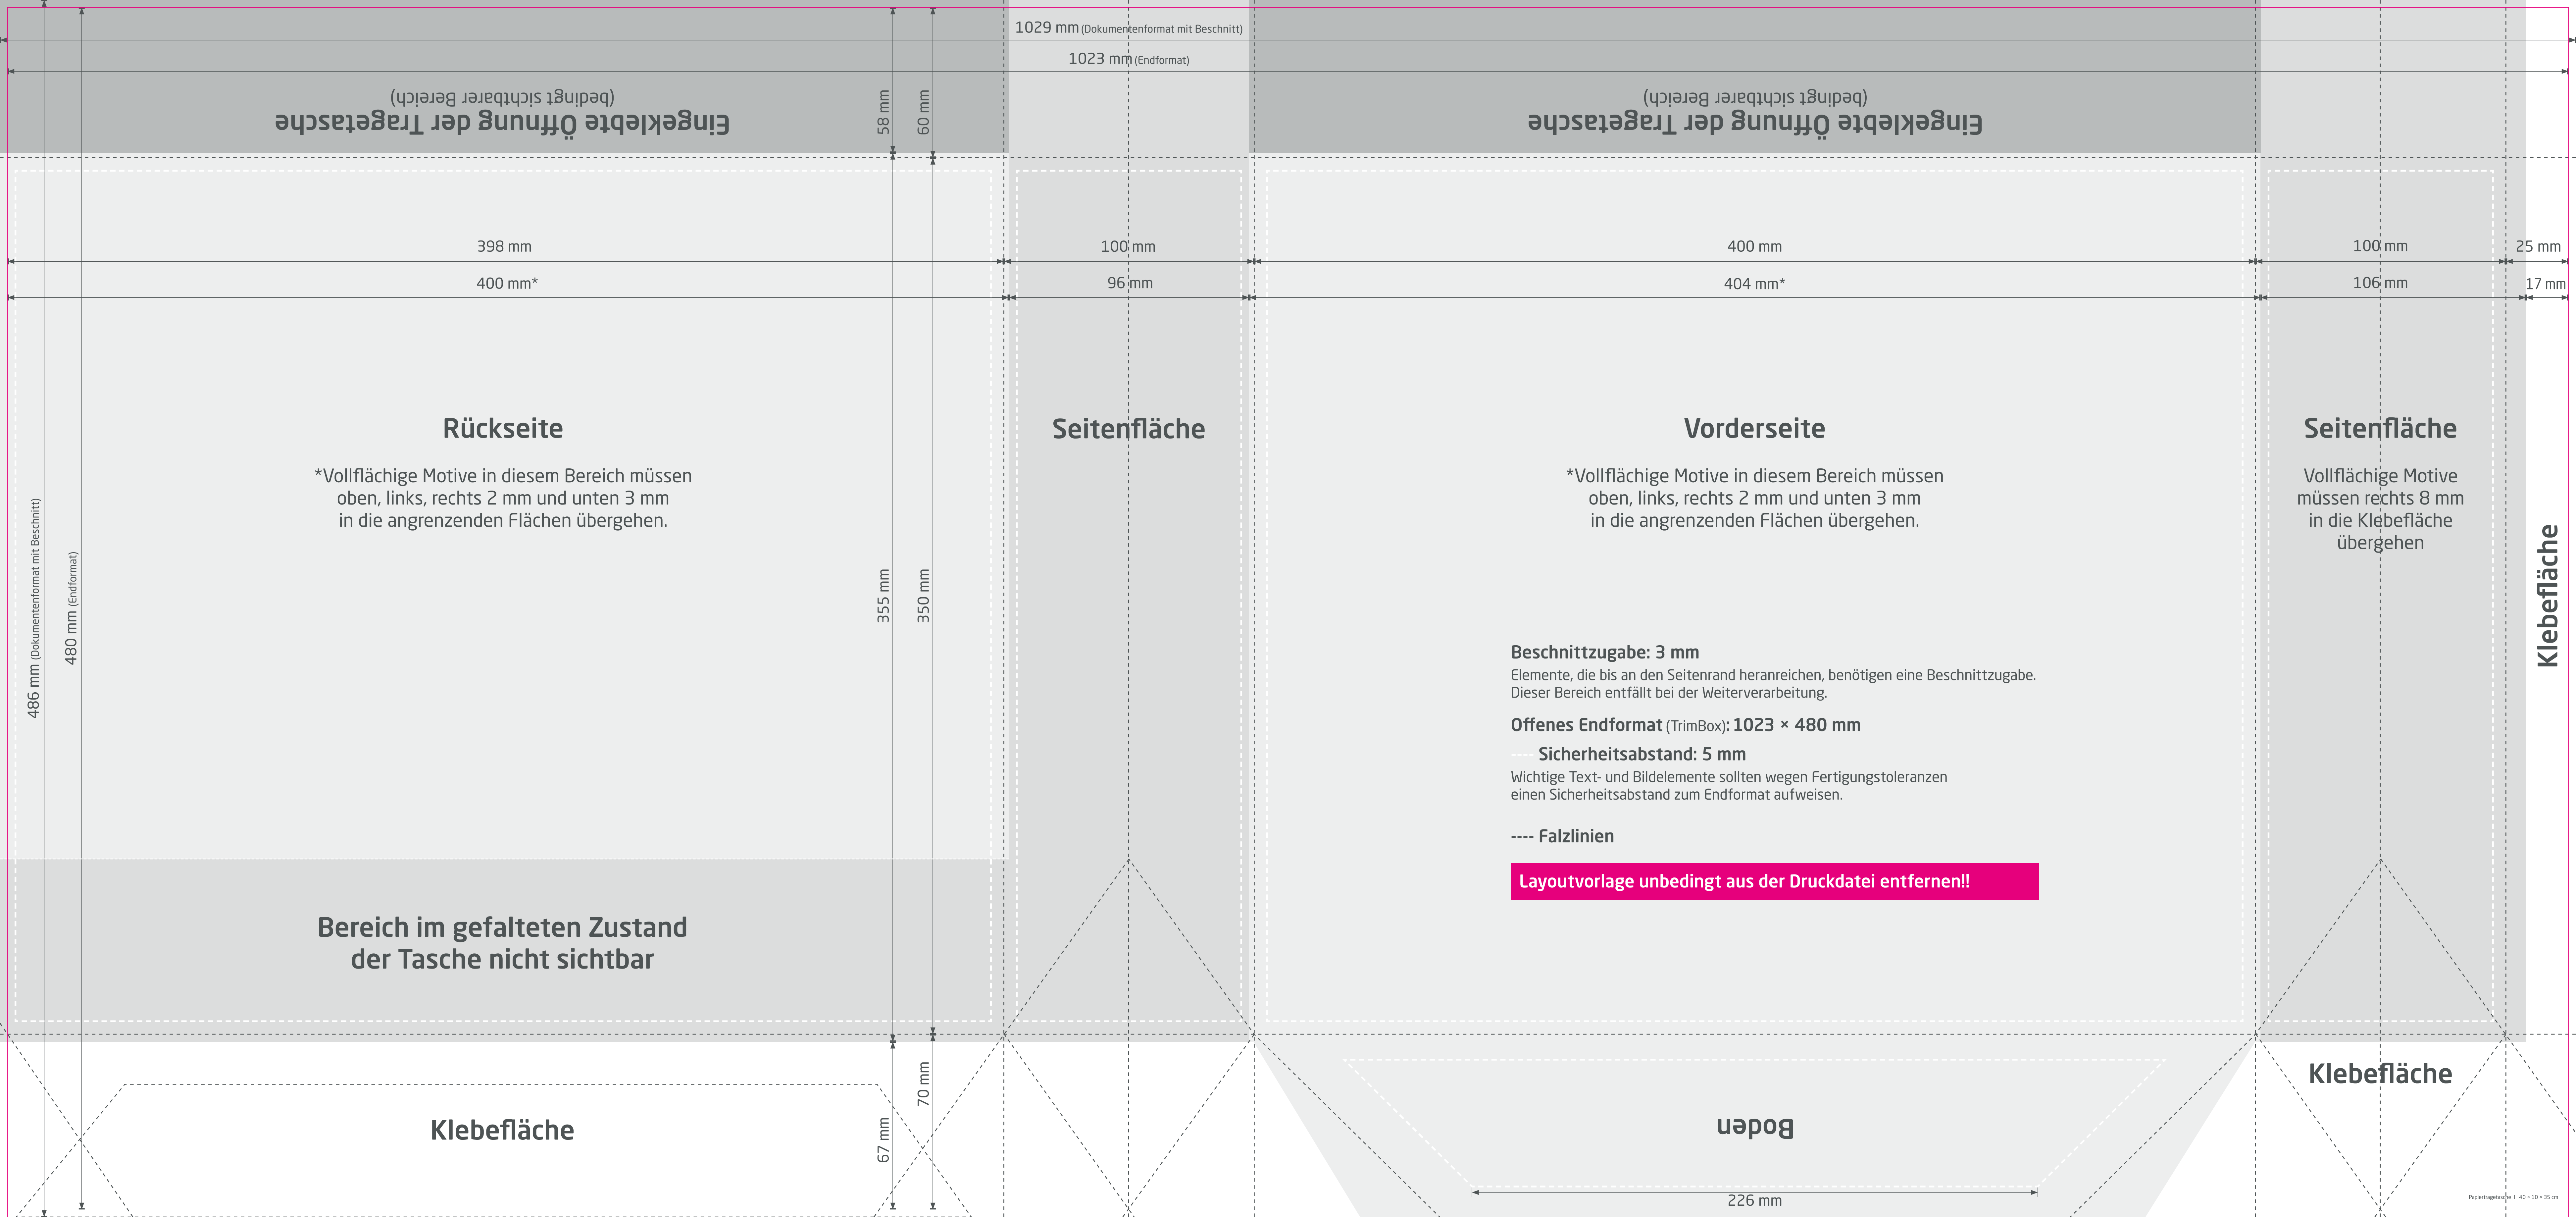 1029 mm (Dokumentenformat mit Beschnitt)
1023 mm (Endformat)
Eingeklebte Öffnung der Tragetasche
(bedingt sichtbarer Bereich)
58 mm
60 mm
Eingeklebte Öffnung der Tragetasche
(bedingt sichtbarer Bereich)
398 mm
100 mm
400 mm
100 mm
25 mm
400 mm*
96 mm
404 mm*
106 mm
17 mm
Rückseite
*Vollflächige Motive in diesem Bereich müssen
oben, links, rechts 2 mm und unten 3 mm
in die angrenzenden Flächen übergehen.
Seitenfläche
Vorderseite
*Vollflächige Motive in diesem Bereich müssen
oben, links, rechts 2 mm und unten 3 mm
in die angrenzenden Flächen übergehen.
Seitenfläche
Vollflächige Motive
müssen rechts 8 mm
in die Klebefläche
übergehen
Klebefläche
486 mm (Dokumentenformat mit Beschnitt)
480 mm (Endformat)
355 mm
350 mm
Beschnittzugabe: 3 mm
Elemente, die bis an den Seitenrand heranreichen, benötigen eine Beschnittzugabe.
Dieser Bereich entfällt bei der Weiterverarbeitung.
Offenes Endformat (TrimBox): 1023 × 480 mm
---- Sicherheitsabstand: 5 mm
Wichtige Text- und Bildelemente sollten wegen Fertigungstoleranzen
einen Sicherheitsabstand zum Endformat aufweisen.
---- Falzlinien
Layoutvorlage unbedingt aus der Druckdatei entfernen!!
Bereich im gefalteten Zustand
der Tasche nicht sichtbar
Klebefläche
67 mm
70 mm
Boden
226 mm
Klebefläche
Papiertragetasche I 40 × 10 × 35 cm